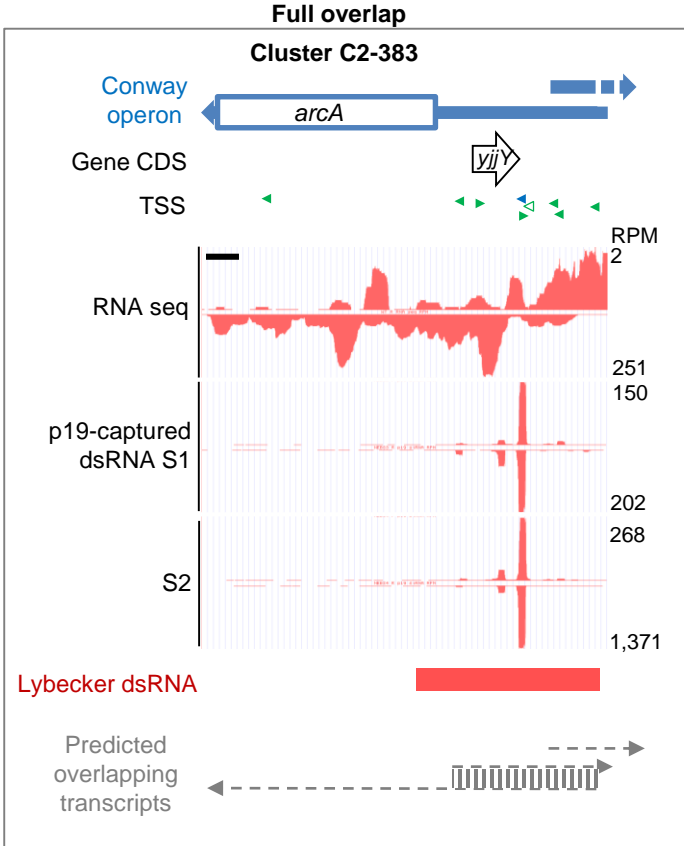 Full overlap
Cluster C2-383
Conway
operon
arcA
Gene CDS
yjjY
TSS
RPM
2
RNA seq
251
150
p19-captured
dsRNA S1
202
268
S2
1,371
Lybecker dsRNA
Predicted
overlapping
transcripts